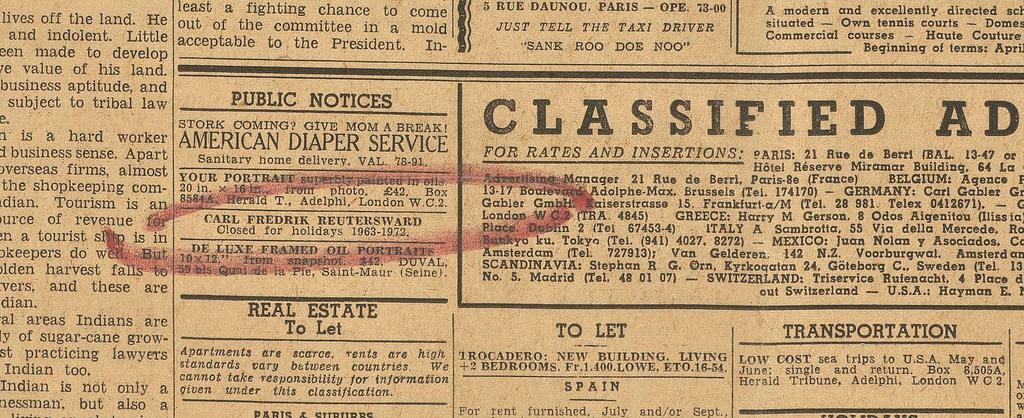 lives off the land. He
and indolent. Little
een made to develop
ve value of his land.
business aptitude, and
subject to tribal law
e.
n is a hard worker
d business sense. Apart
overseas firms, almost
the shopkeeping com-
ndian. Tourism is an
ource of revenue for
en a tourist ship is in
pkeepers do well. But
olden harvest falls to
vers, and these are
dian.
ral areas Indians are
ly of sugar-cane grow-
st practicing lawyers
Indian too.
Indian is not only a
nessman, but also a
least a fighting chance to come
out of the committee in a mold
acceptable to the President. In-
5 RUE DAUNOU, PARIS — OPE. 73-00
JUST TELL THE TAXI DRIVER
"SANK ROO DOE NOO"
A modern and excellently directed sch
situated — Own tennis courts — Domes
Commercial courses — Haute Couture
Beginning of terms: April
PUBLIC NOTICES
STORK COMING? GIVE MOM A BREAK!
AMERICAN DIAPER SERVICE
Sanitary home delivery. VAL. 78-91.
YOUR PORTRAIT superbly painted in oils
20 in. × 16 in., from photo, £42. Box
8584A, Herald T., Adelphi, London W.C.2.
CARL FREDRIK REUTERSWARD
Closed for holidays 1963-1972.
DE LUXE FRAMED OIL PORTRAITS
10×12." from snapshot. $42. DUVAL,
59 bis Quai de la Pie, Saint-Maur (Seine).
REAL ESTATE
To Let
Apartments are scarce, rents are high
standards vary between countries. We
cannot take responsibility for information
given under this classification.
PARIS & SUBURBS
CLASSIFIED AD
FOR RATES AND INSERTIONS: PARIS: 21 Rue de Berri (BAL. 13-47 or
Hôtel Réserve Miramar Building, 64 La
Advertising Manager 21 Rue de Berri, Paris-8e (France) BELGIUM: Agence
13-17 Boulevard Adolphe-Max, Brussels (Tel. 174170) — GERMANY: Carl Gabler Gr
Gabler GmbH, Kaiserstrasse 15. Frankfurt-a/M (Tel. 28 981. Telex 0412671). — G
London W C 2 (TRA. 4845) GREECE: Harry M. Gerson, 8 Odos Aigenitou (Ilissia
Place, Dublin 2 (Tel 67453-4) ITALY A Sambrotta, 55 Via della Mercede, Ro
Bunkyo ku, Tokyo (Tel. (941) 4027, 8272) — MEXICO: Juan Nolan y Asociados, Co
Amsterdam (Tel. 727913); Van Gelderen, 142 N.Z. Voorburgwal, Amsterdam
SCANDINAVIA: Stephan R. G. Orn, Kyrkogatan 24, Göteborg C., Sweden (Tel. 13
No. 5, Madrid (Tel. 48 01 07) — SWITZERLAND: Triservice Rufenacht, 4 Place d
out Switzerland — U.S.A.: Hayman E. H
TO LET
TROCADERO: NEW BUILDING, LIVING
+2 BEDROOMS, Fr.1.400.LOWE, ETO.16-54.
SPAIN
For rent furnished, July and/or Sept.,
TRANSPORTATION
LOW COST sea trips to U.S.A. May and
June; single and return. Box 8,505A,
Herald Tribune, Adelphi, London W C 2.